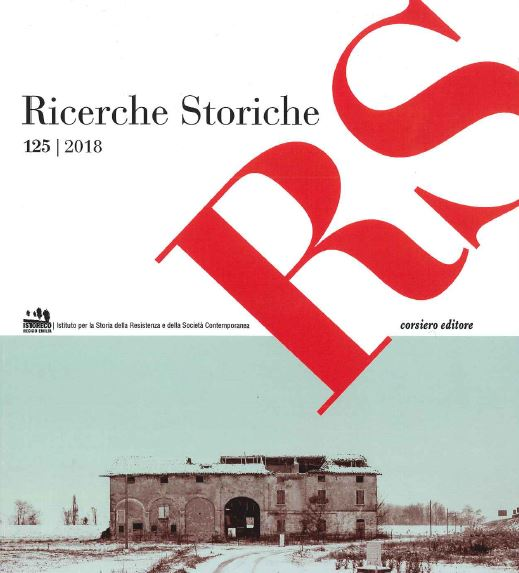 Ricerche Storiche
125 | 2018
RS
ISTORECO
REGGIO EMILIA
Istituto per la Storia della Resistenza e della Società Contemporanea
corsiero editore